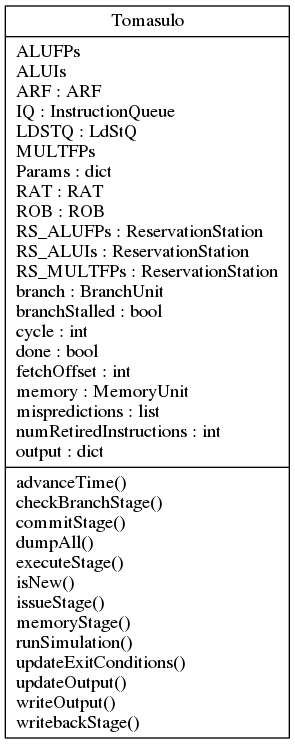 Tomasulo
ALUFPs
ALUIs
ARF : ARF
IQ : InstructionQueue
LDSTQ : LdStQ
MULTFPs
Params : dict
RAT : RAT
ROB : ROB
RS_ALUFPs : ReservationStation
RS_ALUIs : ReservationStation
RS_MULTFPs : ReservationStation
branch : BranchUnit
branchStalled : bool
cycle : int
done : bool
fetchOffset : int
memory : MemoryUnit
mispredictions : list
numRetiredInstructions : int
output : dict
advanceTime()
checkBranchStage()
commitStage()
dumpAll()
executeStage()
isNew()
issueStage()
memoryStage()
runSimulation()
updateExitConditions()
updateOutput()
writeOutput()
writebackStage()